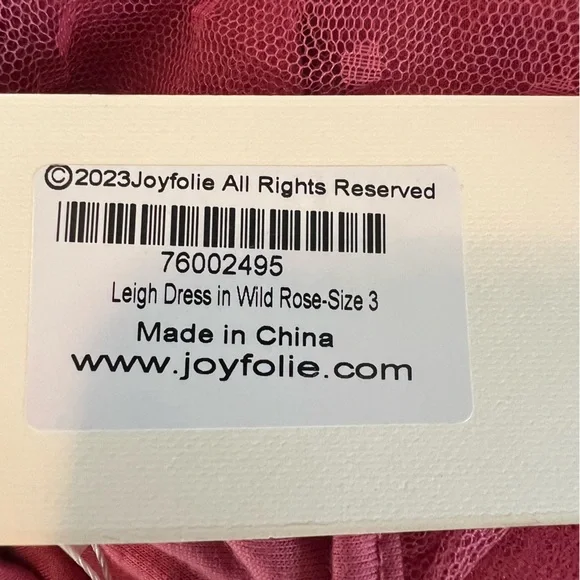 ©2023Joyfolie All Rights Reserved
76002495
Leigh Dress in Wild Rose-Size 3
Made in China
www.joyfolie.com